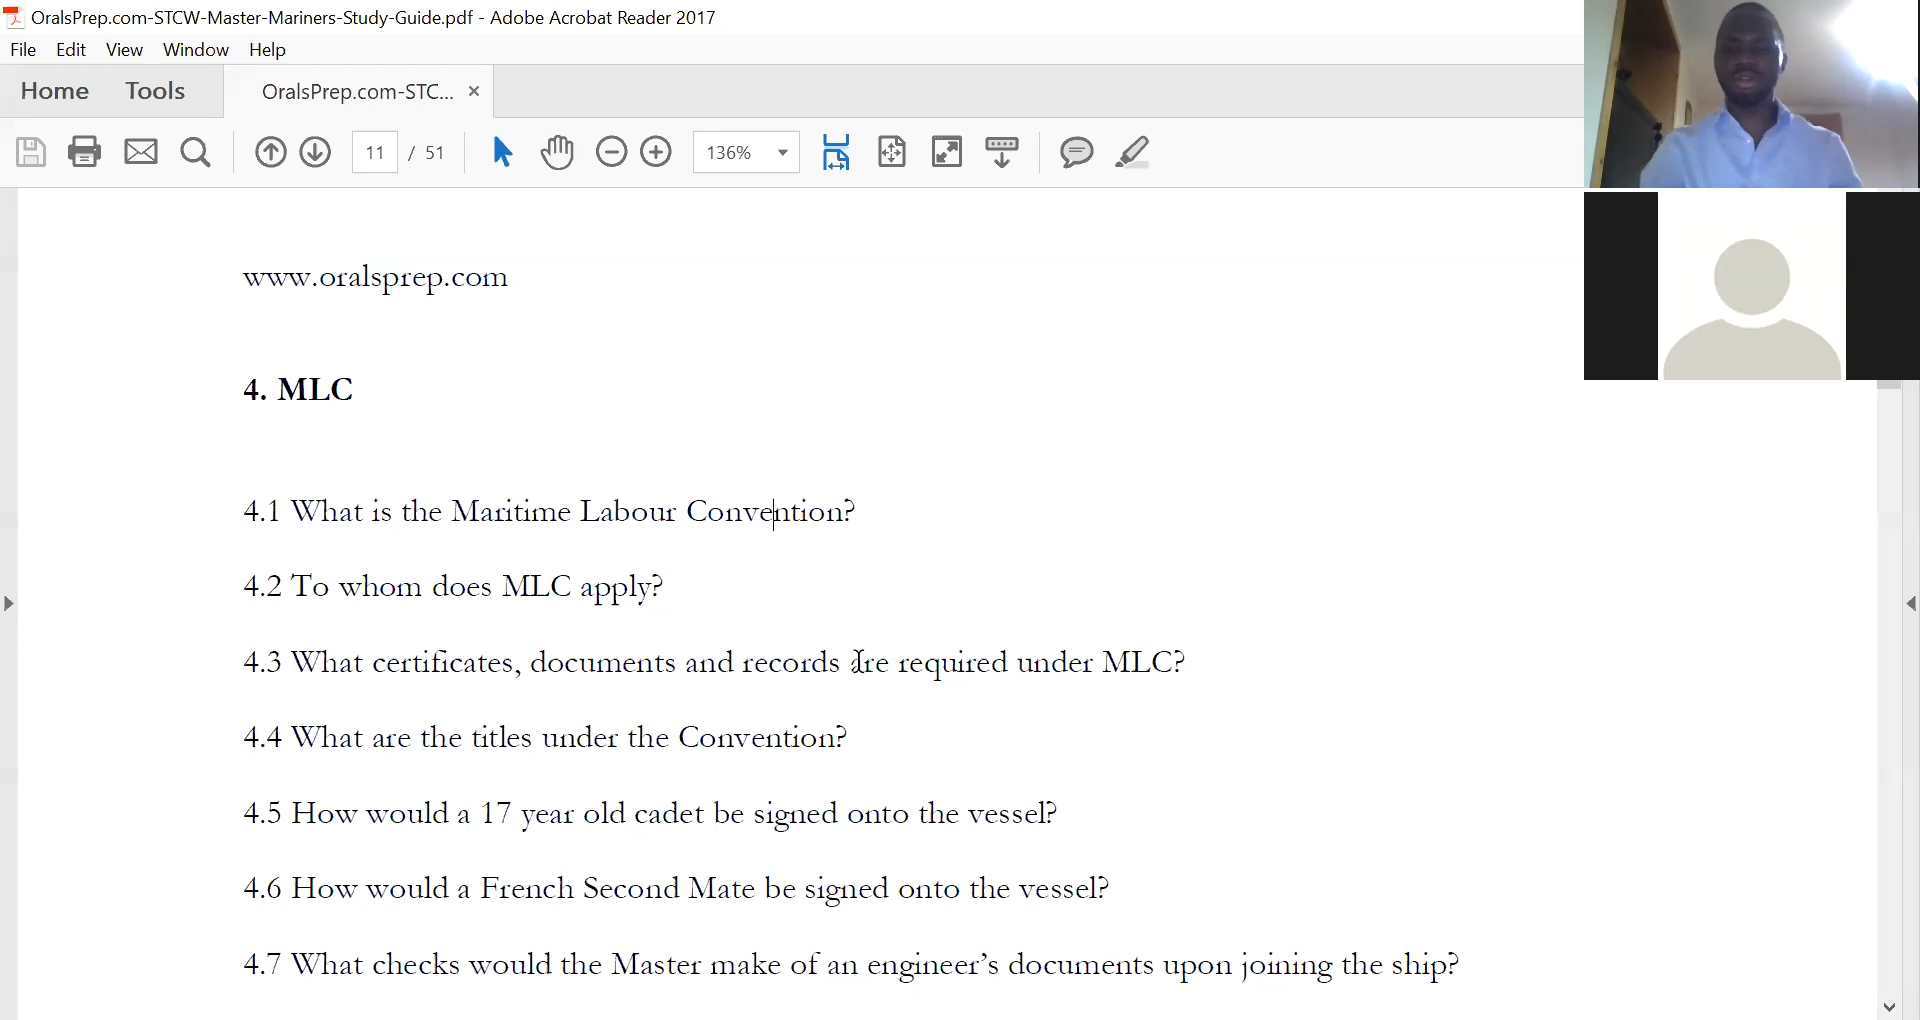 OralsPrep.com-STCW-Master-Mariners-Study-Guide.pdf - Adobe Acrobat Reader 2017
File Edit View Window Help
Home Tools OralsPrep.com-STC... ×
11 / 51 136%
www.oralsprep.com
4. MLC
4.1 What is the Maritime Labour Convention?
4.2 To whom does MLC apply?
4.3 What certificates, documents and records are required under MLC?
4.4 What are the titles under the Convention?
4.5 How would a 17 year old cadet be signed onto the vessel?
4.6 How would a French Second Mate be signed onto the vessel?
4.7 What checks would the Master make of an engineer’s documents upon joining the ship?